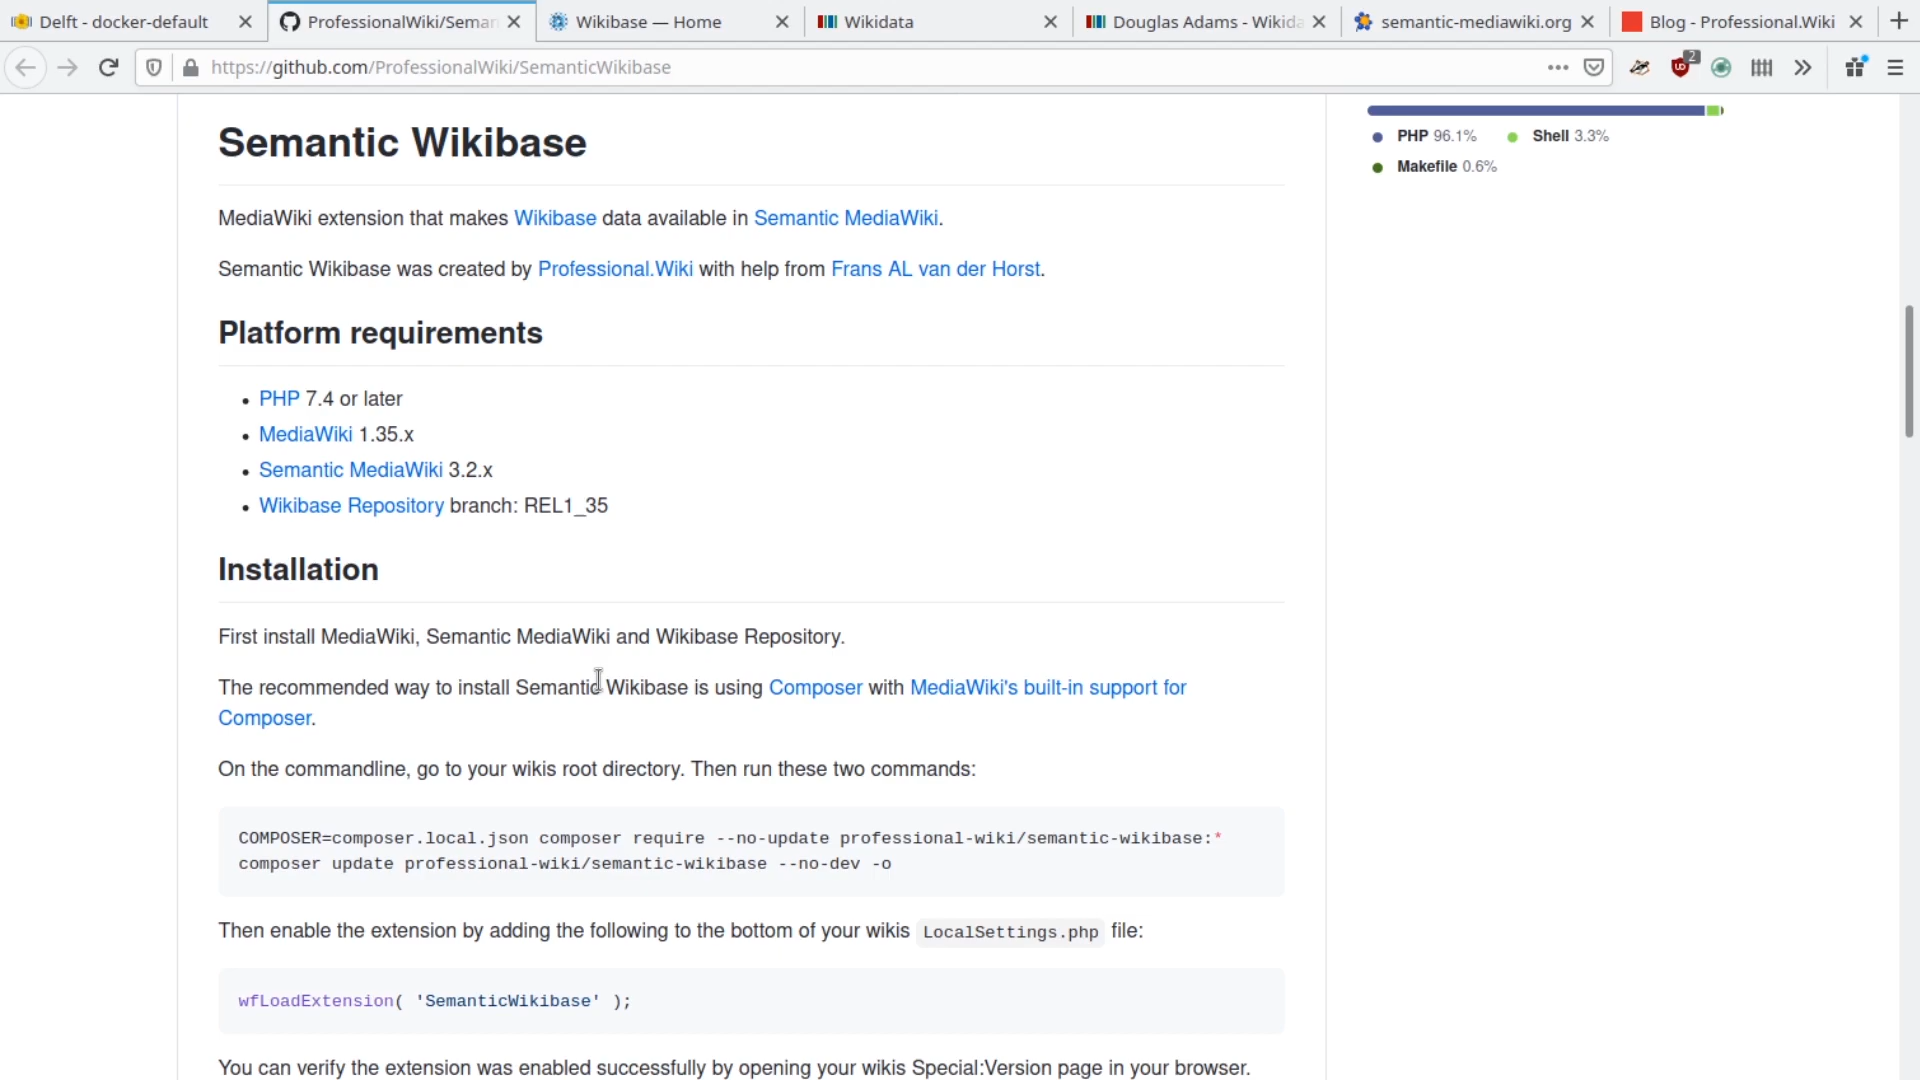 Delft - docker-default
ProfessionalWiki/Seman
Wikibase — Home
Wikidata
Douglas Adams - Wikida
semantic-mediawiki.org
Blog - Professional.Wiki
https://github.com/ProfessionalWiki/SemanticWikibase
2
Semantic Wikibase
MediaWiki extension that makes Wikibase data available in Semantic MediaWiki.
Semantic Wikibase was created by Professional.Wiki with help from Frans AL van der Horst.
Platform requirements
• PHP 7.4 or later
• MediaWiki 1.35.x
• Semantic MediaWiki 3.2.x
• Wikibase Repository branch: REL1_35
Installation
First install MediaWiki, Semantic MediaWiki and Wikibase Repository.
The recommended way to install Semantic Wikibase is using Composer with MediaWiki's built-in support for
Composer.
On the commandline, go to your wikis root directory. Then run these two commands:
COMPOSER=composer.local.json composer require --no-update professional-wiki/semantic-wikibase:*
composer update professional-wiki/semantic-wikibase --no-dev -o
Then enable the extension by adding the following to the bottom of your wikis LocalSettings.php file:
wfLoadExtension( 'SemanticWikibase' );
You can verify the extension was enabled successfully by opening your wikis Special:Version page in your browser.
PHP 96.1%
Shell 3.3%
Makefile 0.6%